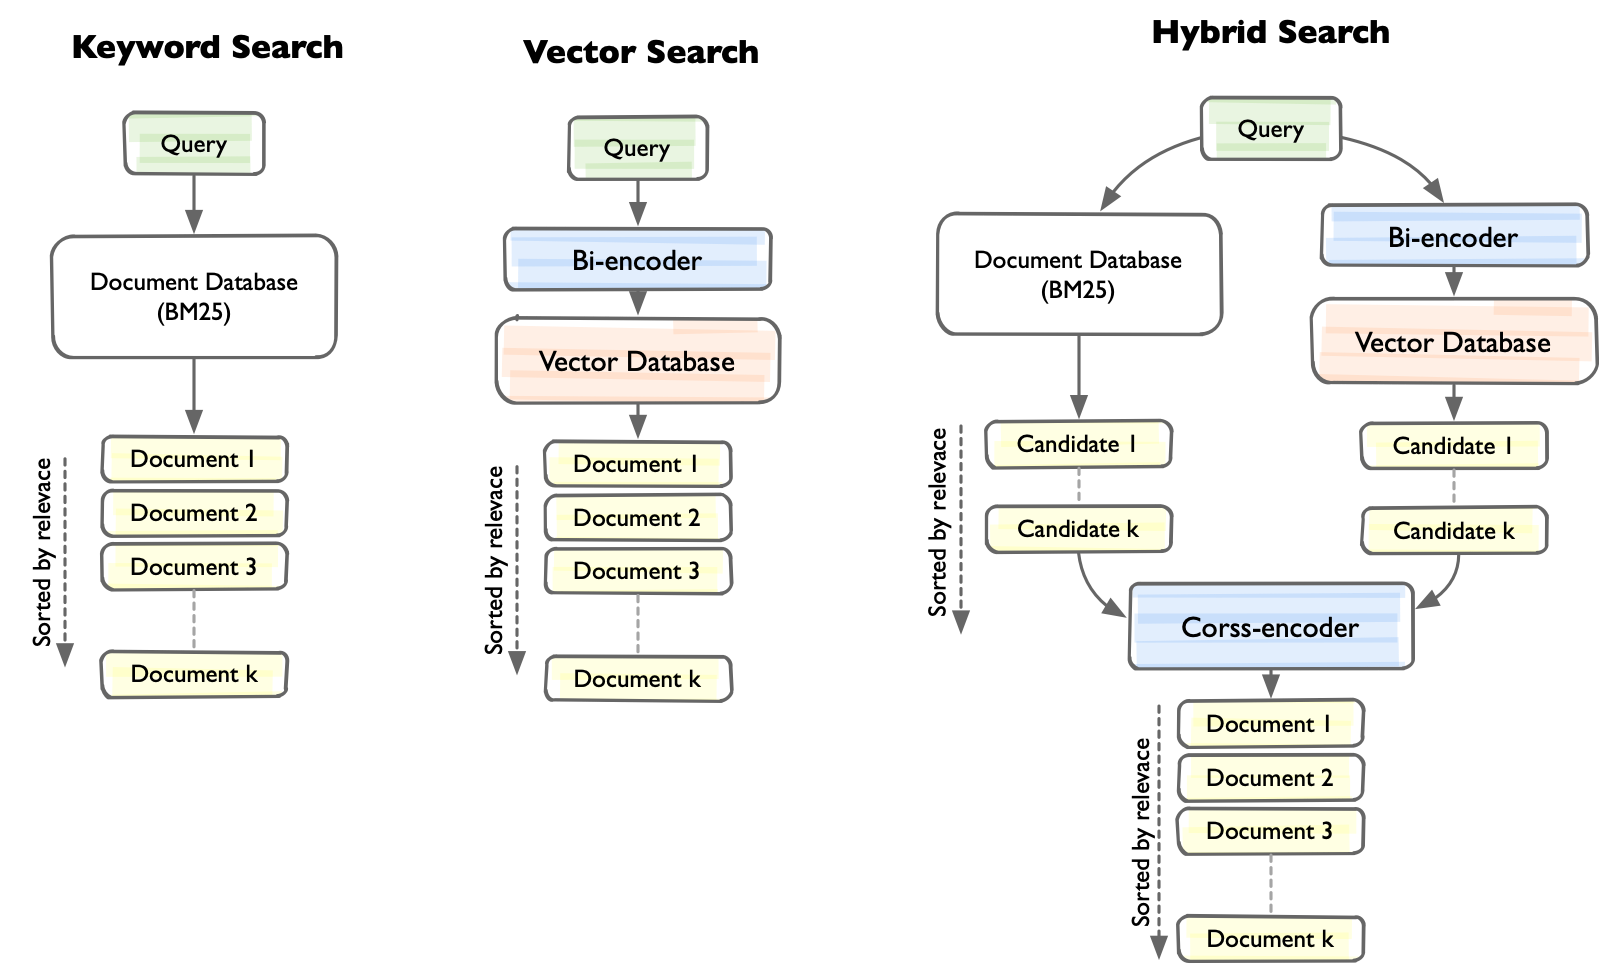 Keyword Search
Query
Document Database
(BM25)
Sorted by relevace
Document 1
Document 2
Document 3
Document k
Vector Search
Query
Bi-encoder
Vector Database
Sorted by relevace
Document 1
Document 2
Document 3
Document k
Hybrid Search
Query
Document Database
(BM25)
Bi-encoder
Vector Database
Sorted by relevace
Candidate 1
Candidate k
Candidate 1
Candidate k
Corss-encoder
Sorted by relevace
Document 1
Document 2
Document 3
Document k